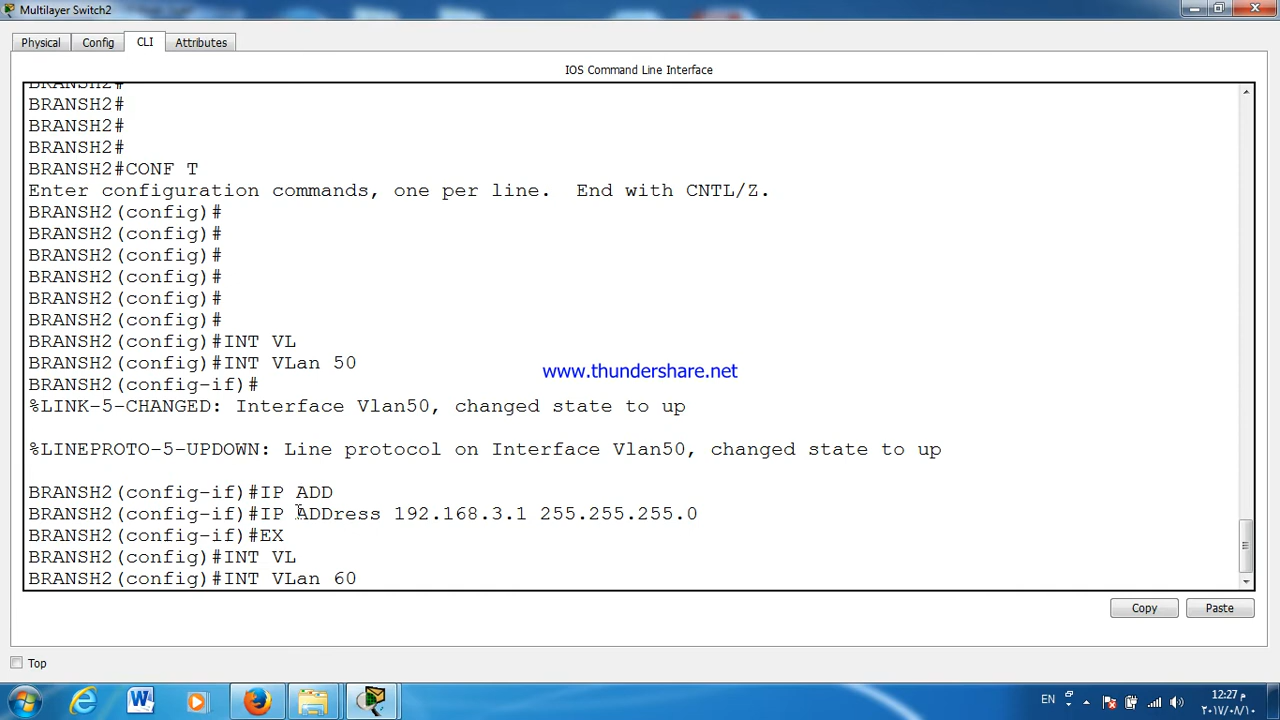 Multilayer Switch2
Physical
Config
CLI
Attributes
IOS Command Line Interface
BRANSH2#
BRANSH2#
BRANSH2#
BRANSH2#
BRANSH2#CONF T
Enter configuration commands, one per line.  End with CNTL/Z.
BRANSH2(config)#
BRANSH2(config)#
BRANSH2(config)#
BRANSH2(config)#
BRANSH2(config)#
BRANSH2(config)#
BRANSH2(config)#INT VL
BRANSH2(config)#INT VLan 50
www.thundershare.net
BRANSH2(config-if)#
%LINK-5-CHANGED: Interface Vlan50, changed state to up
%LINEPROTO-5-UPDOWN: Line protocol on Interface Vlan50, changed state to up
BRANSH2(config-if)#IP ADD
BRANSH2(config-if)#IP ADDress 192.168.3.1 255.255.255.0
BRANSH2(config-if)#EX
BRANSH2(config)#INT VL
BRANSH2(config)#INT VLan 60
Copy
Paste
Top
EN
12:27 م
٢٠١٧/٠٨/١٠